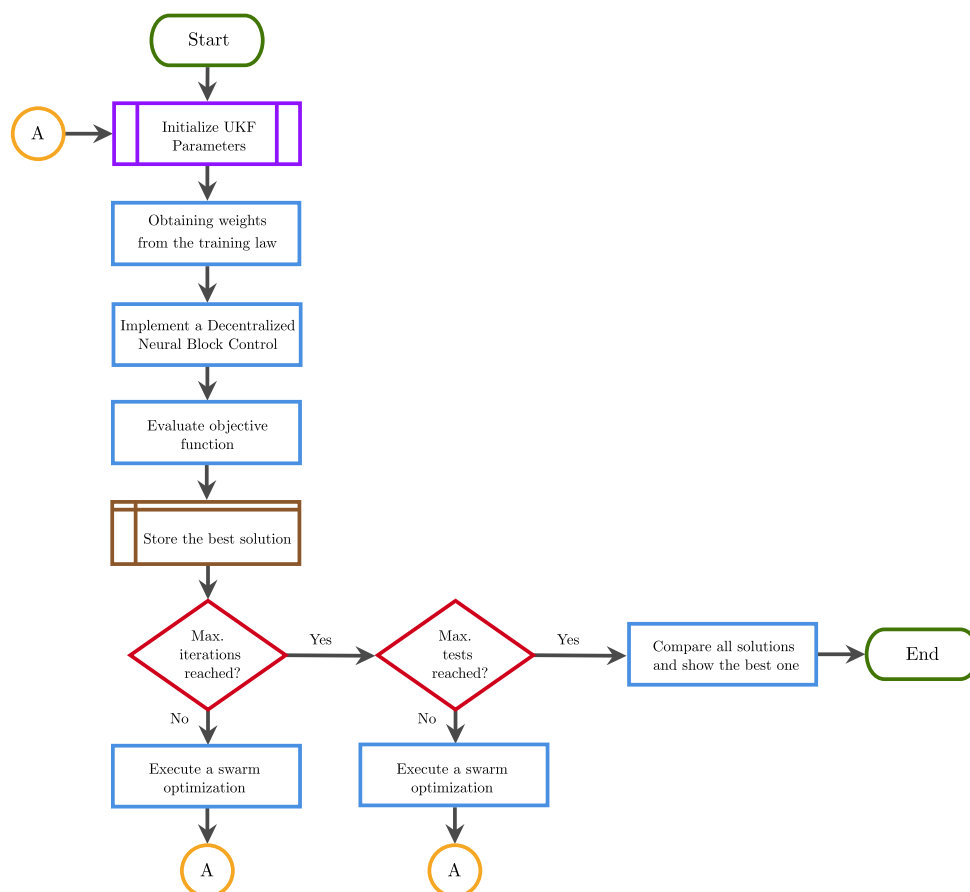 Start
A
Initialize UKF
Parameters
Obtaining weights
from the training law
Implement a Decentralized
Neural Block Control
Evaluate objective
function
Store the best solution
Max.
iterations
reached?
Yes
Max.
tests
reached?
Yes
Compare all solutions
and show the best one
End
No
No
Execute a swarm
optimization
Execute a swarm
optimization
A
A